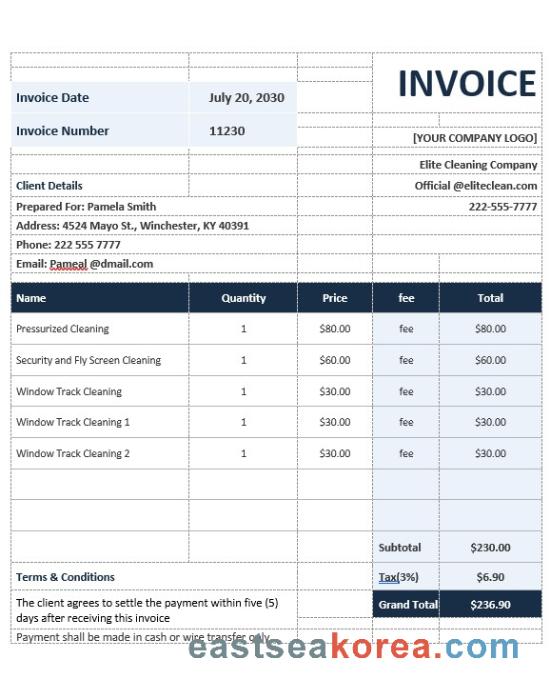 INVOICE
Invoice Date July 20, 2030
Invoice Number 11230
[YOUR COMPANY LOGO]
Elite Cleaning Company
Client Details Official @eliteclean.com
Prepared For: Pamela Smith 222-555-7777
Address: 4524 Mayo St., Winchester, KY 40391
Phone: 222 555 7777
Email: Pameal @dmail.com
Name Quantity Price fee Total
Pressurized Cleaning 1 $80.00 fee $80.00
Security and Fly Screen Cleaning 1 $60.00 fee $60.00
Window Track Cleaning 1 $30.00 fee $30.00
Window Track Cleaning 1 1 $30.00 fee $30.00
Window Track Cleaning 2 1 $30.00 fee $30.00
Subtotal $230.00
Terms & Conditions Tax(3%) $6.90
The client agrees to settle the payment within five (5)
days after receiving this invoice
Grand Total $236.90
Payment shall be made in cash or wire transfer only
eastseakorea.com